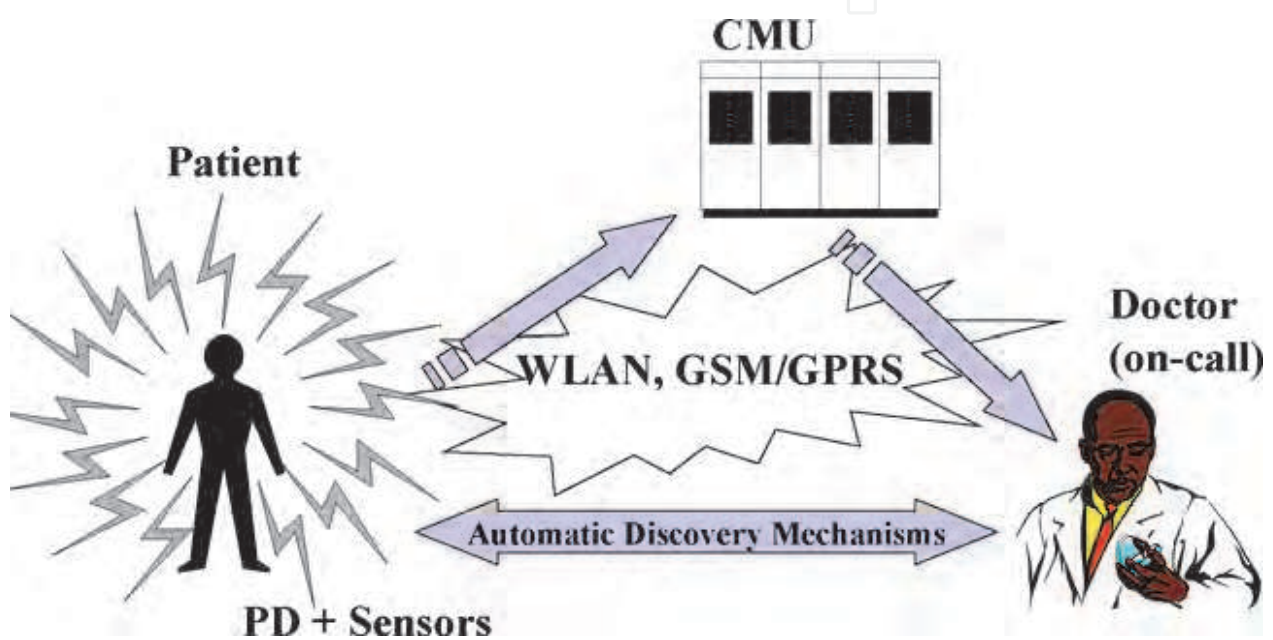 CMU
Patient
WLAN, GSM/GPRS
Doctor
(on-call)
Automatic Discovery Mechanisms
PD + Sensors